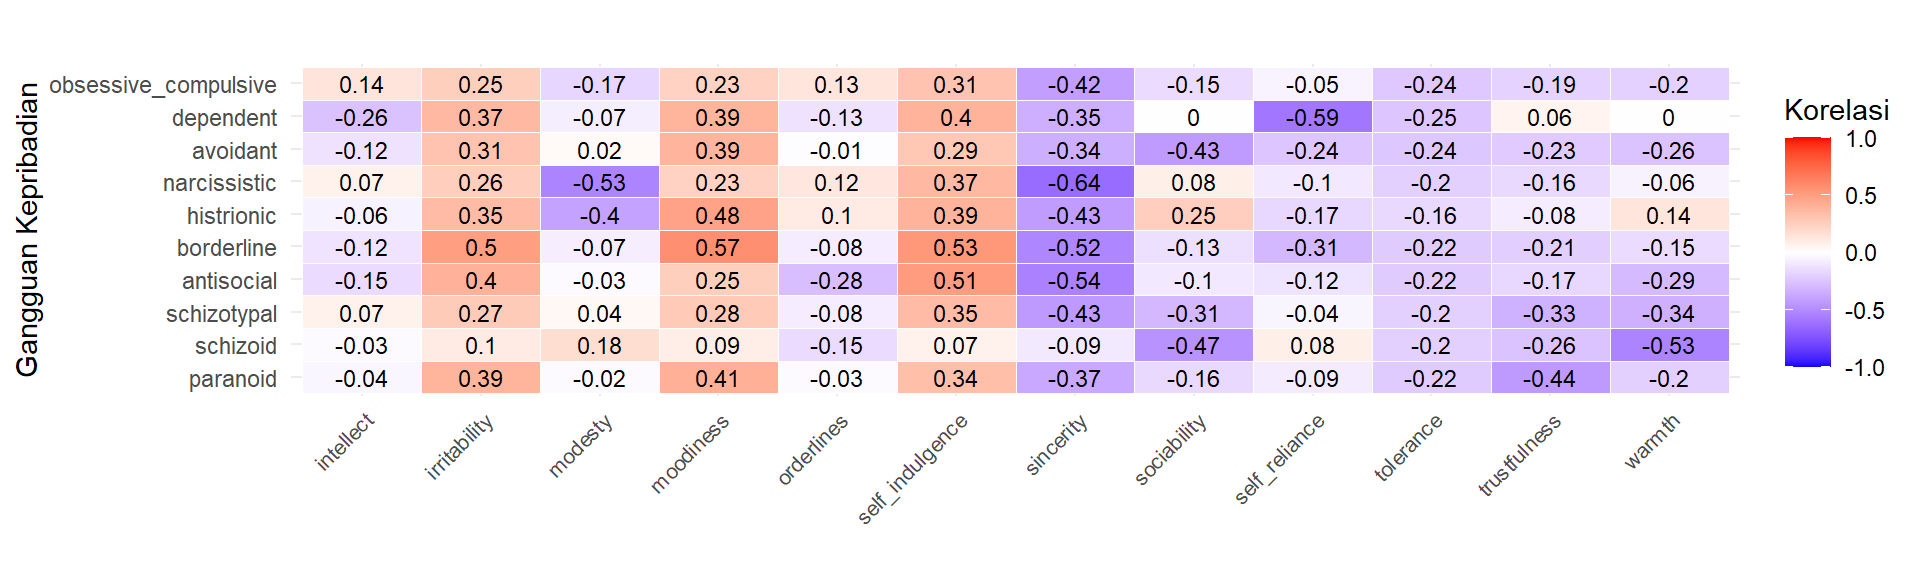 Gangguan Kepribadian
obsessive_compulsive 0.14 0.25 -0.17 0.23 0.13 0.31 -0.42 -0.15 -0.05 -0.24 -0.19 -0.2
dependent -0.26 0.37 -0.07 0.39 -0.13 0.4 -0.35 0 -0.59 -0.25 0.06 0
avoidant -0.12 0.31 0.02 0.39 -0.01 0.29 -0.34 -0.43 -0.24 -0.24 -0.23 -0.26
narcissistic 0.07 0.26 -0.53 0.23 0.12 0.37 -0.64 0.08 -0.1 -0.2 -0.16 -0.06
histrionic -0.06 0.35 -0.4 0.48 0.1 0.39 -0.43 0.25 -0.17 -0.16 -0.08 0.14
borderline -0.12 0.5 -0.07 0.57 -0.08 0.53 -0.52 -0.13 -0.31 -0.22 -0.21 -0.15
antisocial -0.15 0.4 -0.03 0.25 -0.28 0.51 -0.54 -0.1 -0.12 -0.22 -0.17 -0.29
schizotypal 0.07 0.27 0.04 0.28 -0.08 0.35 -0.43 -0.31 -0.04 -0.2 -0.33 -0.34
schizoid -0.03 0.1 0.18 0.09 -0.15 0.07 -0.09 -0.47 0.08 -0.2 -0.26 -0.53
paranoid -0.04 0.39 -0.02 0.41 -0.03 0.34 -0.37 -0.16 -0.09 -0.22 -0.44 -0.2
intellect irritability modesty moodiness orderlines self_indulgence sincerity sociability self_reliance tolerance trustfulness warmth
Korelasi
1.0
0.5
0.0
-0.5
-1.0